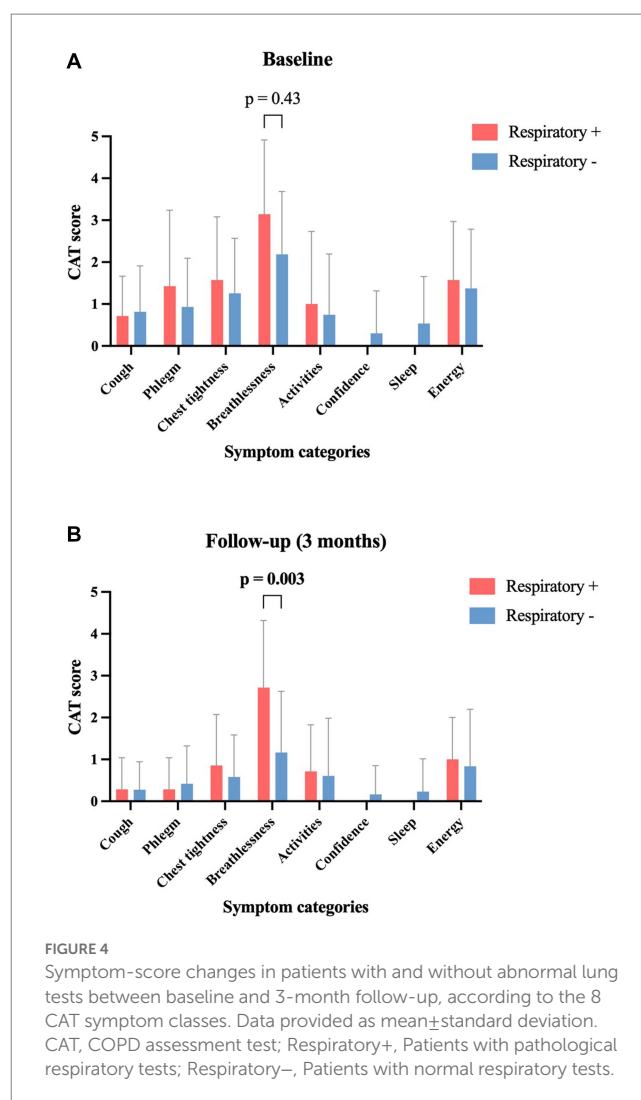 A
Baseline
p = 0.43
Respiratory +
Respiratory -
CAT score
5
4
3
2
1
0
Cough
Phlegm
Chest tightness
Breathlessness
Activities
Confidence
Sleep
Energy
Symptom categories
B
Follow-up (3 months)
p = 0.003
Respiratory +
Respiratory -
CAT score
5
4
3
2
1
0
Cough
Phlegm
Chest tightness
Breathlessness
Activities
Confidence
Sleep
Energy
Symptom categories
FIGURE 4
Symptom-score changes in patients with and without abnormal lung
tests between baseline and 3-month follow-up, according to the 8
CAT symptom classes. Data provided as mean±standard deviation.
CAT, COPD assessment test; Respiratory+, Patients with pathological
respiratory tests; Respiratory−, Patients with normal respiratory tests.